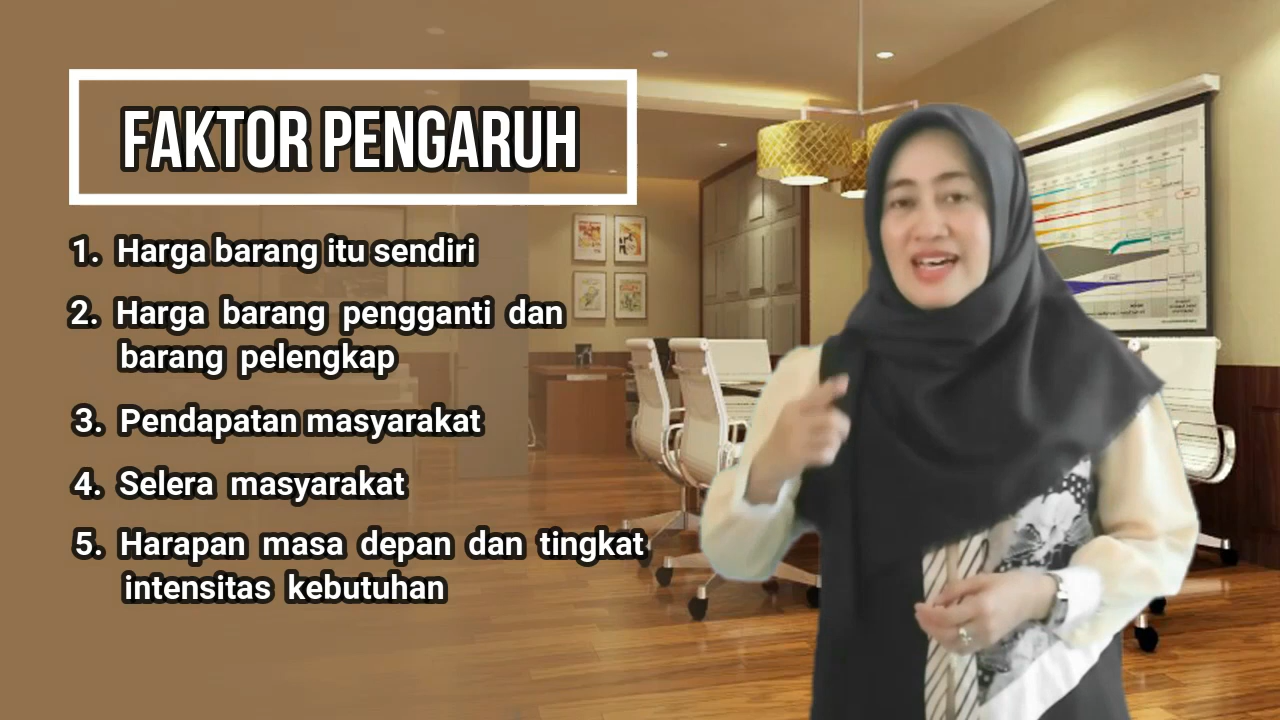 FAKTOR PENGARUH
1. Harga barang itu sendiri
2. Harga barang pengganti dan
barang pelengkap
3. Pendapatan masyarakat
4. Selera masyarakat
5. Harapan masa depan dan tingkat
intensitas kebutuhan